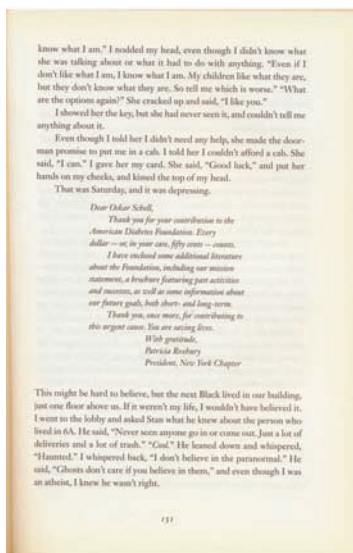 know what I am." I nodded my head, even though I didn't know what
she was talking about or what it had to do with anything. "Even if I
don't like what I am, I know what I am. My children like what they are,
but they don't know what they are. So tell me which is worse." "What
are the options again?" She cracked up and said, "I like you."
I showed her the key, but she had never seen it, and couldn't tell me
anything about it.
Even though I told her I didn't need any help, she made the door-
man promise to put me in a cab. I told her I couldn't afford a cab. She
said, "I can." I gave her my card. She said, "Good luck," and put her
hands on my cheeks, and kissed the top of my head.
That was Saturday, and it was depressing.
Dear Oskar Schell,
Thank you for your contribution to the
American Diabetes Foundation. Every
dollar — or, in your case, fifty cents — counts.
I have enclosed some additional literature
about the Foundation, including our mission
statement, a brochure featuring past activities
and successes, as well as some information about
our future goals, both short- and long-term.
Thank you, once more, for contributing to
this urgent cause. You are saving lives.
With gratitude,
Patricia Roxbury
President, New York Chapter
This might be hard to believe, but the next Black lived in our building,
just one floor above us. If it weren't my life, I wouldn't have believed it.
I went to the lobby and asked Stan what he knew about the person who
lived in 6A. He said, "Never seen anyone go in or come out. Just a lot of
deliveries and a lot of trash." "Cool." He leaned down and whispered,
"Haunted." I whispered back, "I don't believe in the paranormal." He
said, "Ghosts don't care if you believe in them," and even though I was
an atheist, I knew he wasn't right.
151